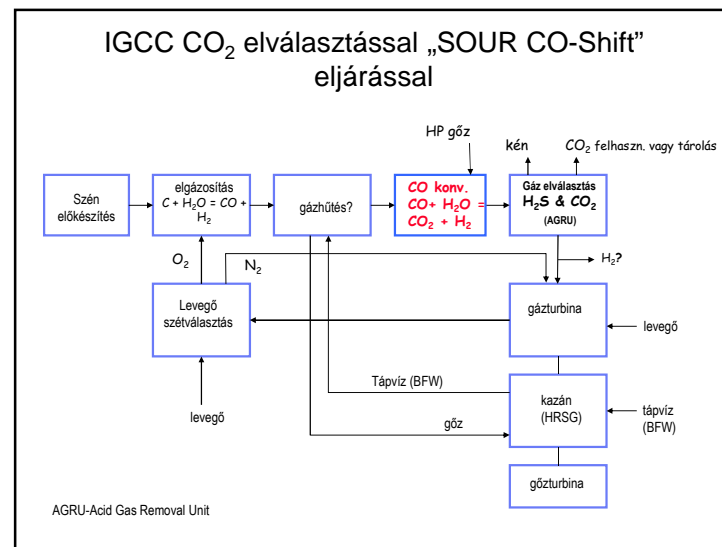 IGCC CO₂ elválasztással „SOUR CO-Shift”
eljárással
HP gőz
kén
CO₂ felhaszn. vagy tárolás
Szén
előkészítés
elgázosítás
C + H₂O = CO +
H₂
gázhűtés?
CO konv.
CO+ H₂O =
CO₂ + H₂
Gáz elválasztás
H₂S & CO₂
(AGRU)
O₂
N₂
H₂?
Levegő
szétválasztás
gázturbina
levegő
levegő
Tápvíz (BFW)
gőz
kazán
(HRSG)
tápvíz
(BFW)
gőzturbina
AGRU-Acid Gas Removal Unit